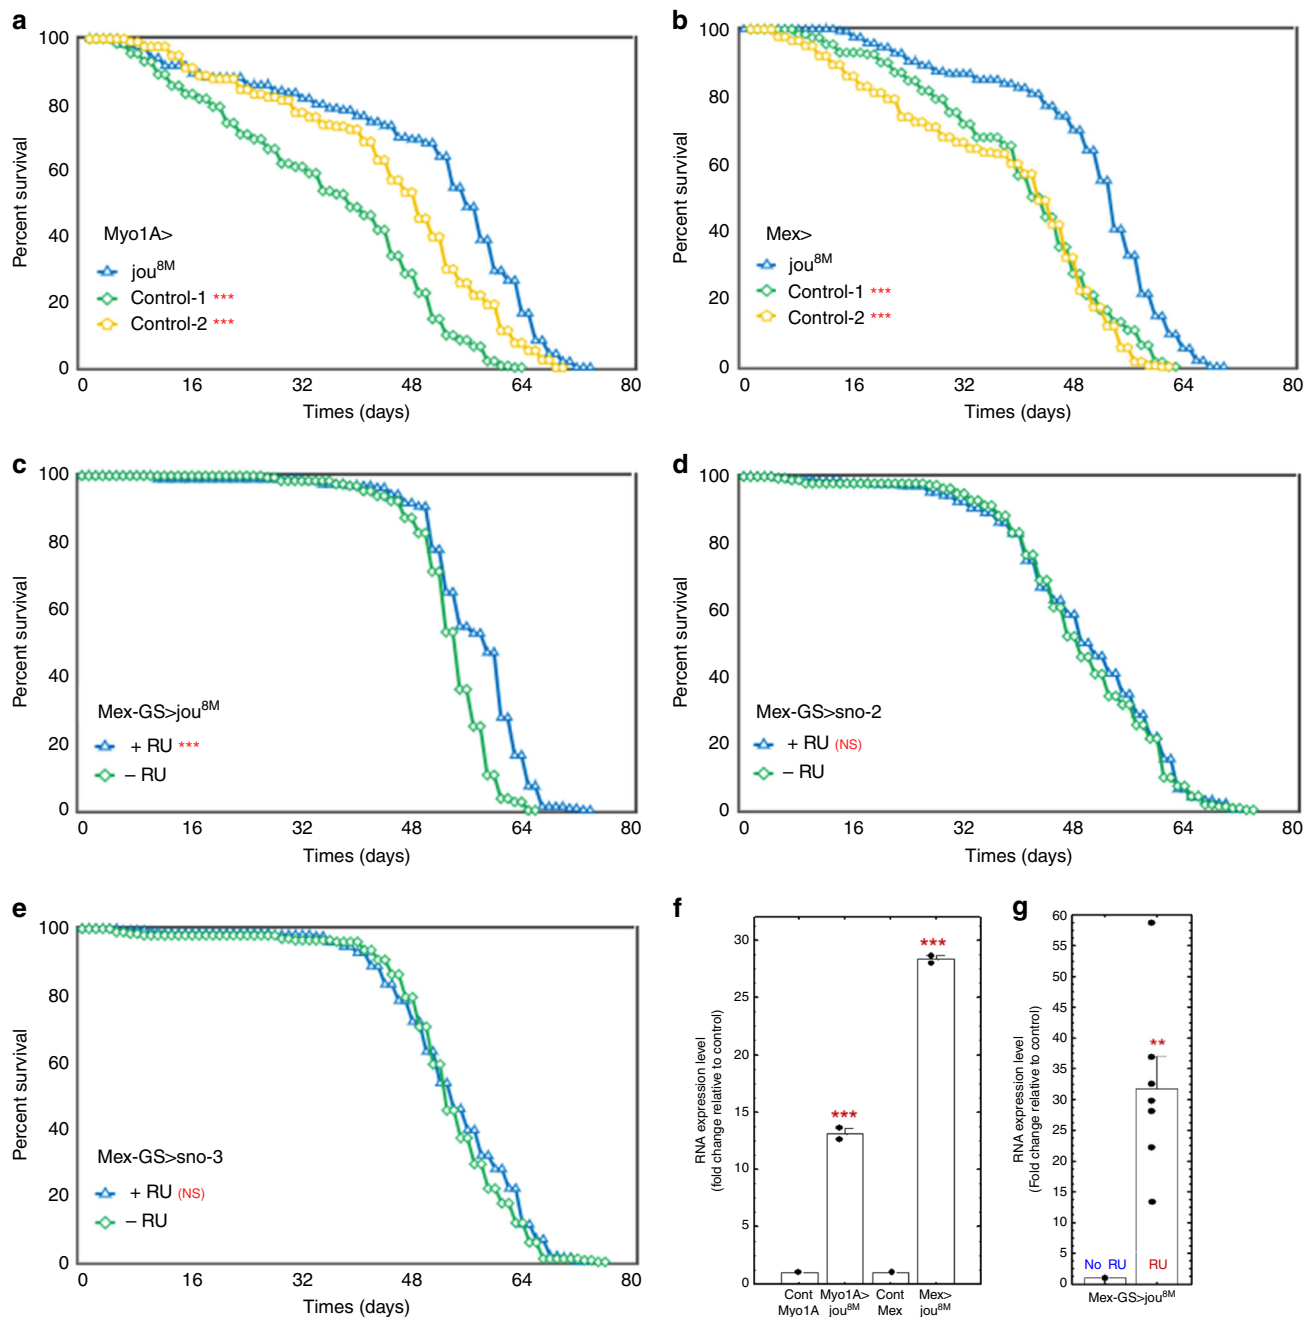 a
100
80
60
40
20
0
Percent survival
Myo1A>
jou8M
Control-1 ***
Control-2 ***
0 16 32 48 64 80
Times (days)
b
100
80
60
40
20
0
Percent survival
Mex>
jou8M
Control-1 ***
Control-2 ***
0 16 32 48 64 80
Times (days)
c
100
80
60
40
20
0
Percent survival
Mex-GS>jou8M
+ RU ***
– RU
0 16 32 48 64 80
Times (days)
d
100
80
60
40
20
0
Percent survival
Mex-GS>sno-2
+ RU (NS)
– RU
0 16 32 48 64 80
Times (days)
e
100
80
60
40
20
0
Percent survival
Mex-GS>sno-3
+ RU (NS)
– RU
0 16 32 48 64 80
Times (days)
f
30
25
20
15
10
5
0
RNA expression level
(fold change relative to control)
***
***
Cont Myo1A> Cont Mex>
Myo1A jou8M Mex jou8M
g
60
55
50
45
40
35
30
25
20
15
10
5
0
RNA expression level
(Fold change relative to control)
**
No RU RU
Mex-GS>jou8M